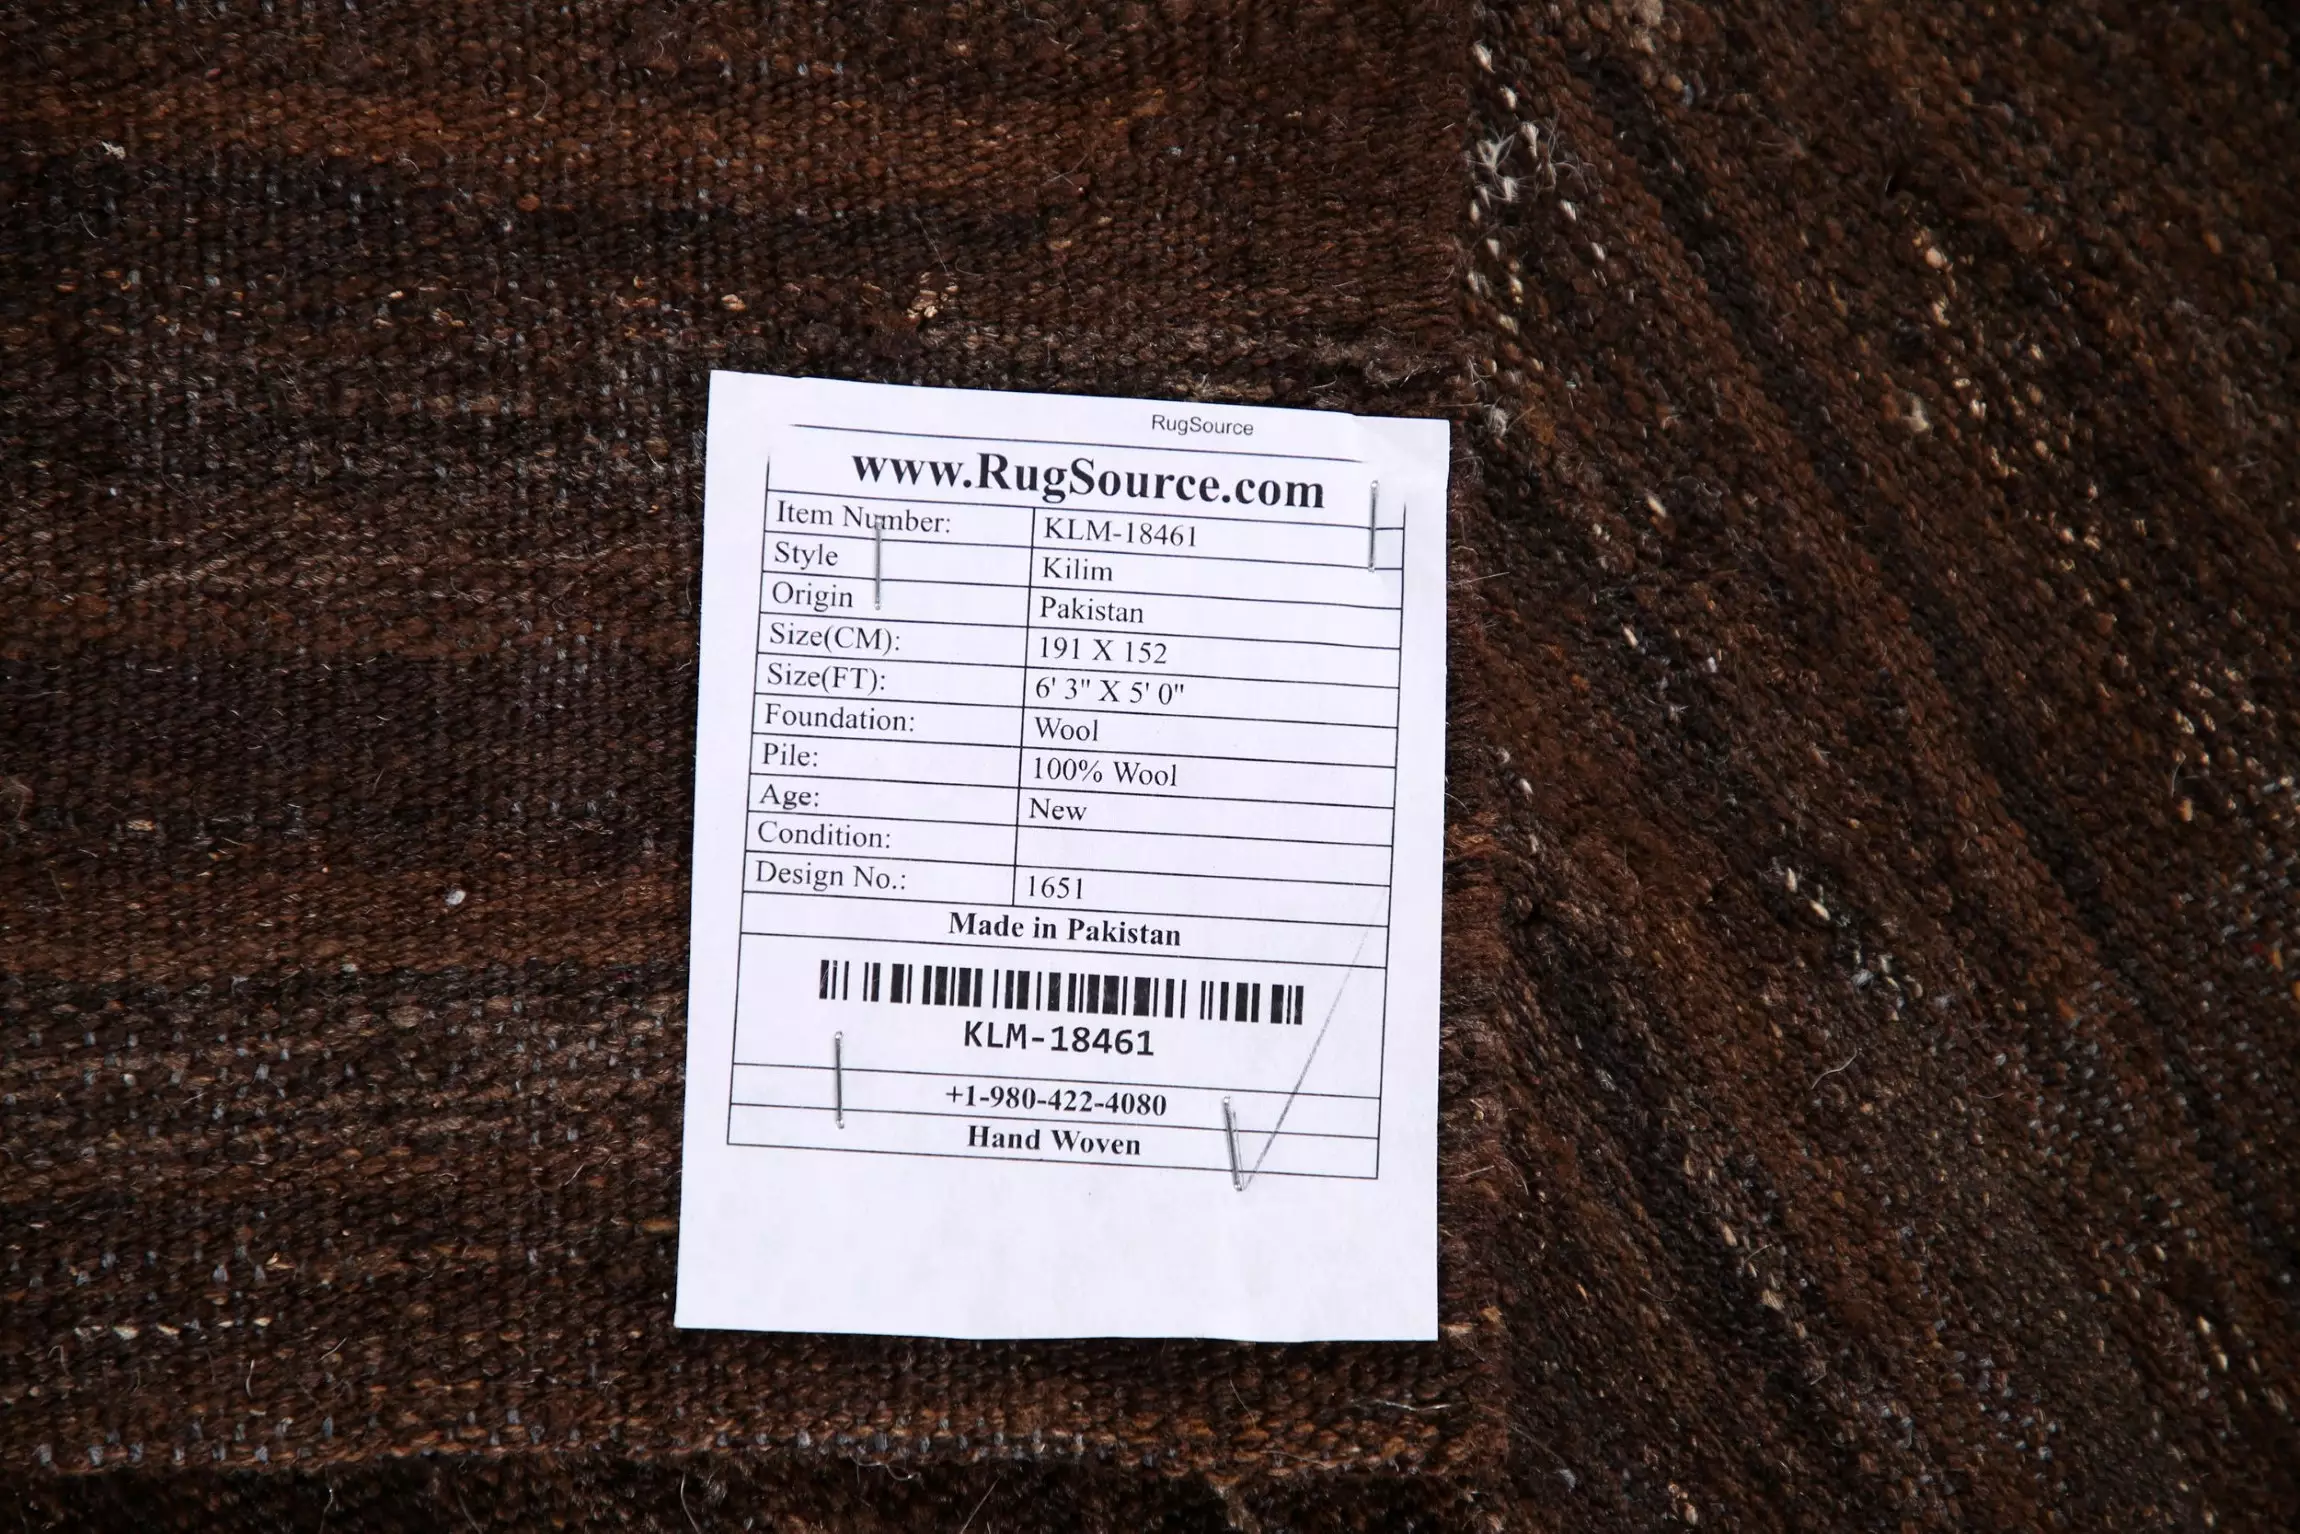 RugSource
www.RugSource.com
Item Number: KLM-18461
Style Kilim
Origin Pakistan
Size(CM): 191 X 152
Size(FT): 6' 3" X 5' 0"
Foundation: Wool
Pile: 100% Wool
Age: New
Condition:
Design No.: 1651
Made in Pakistan
KLM-18461
+1-980-422-4080
Hand Woven